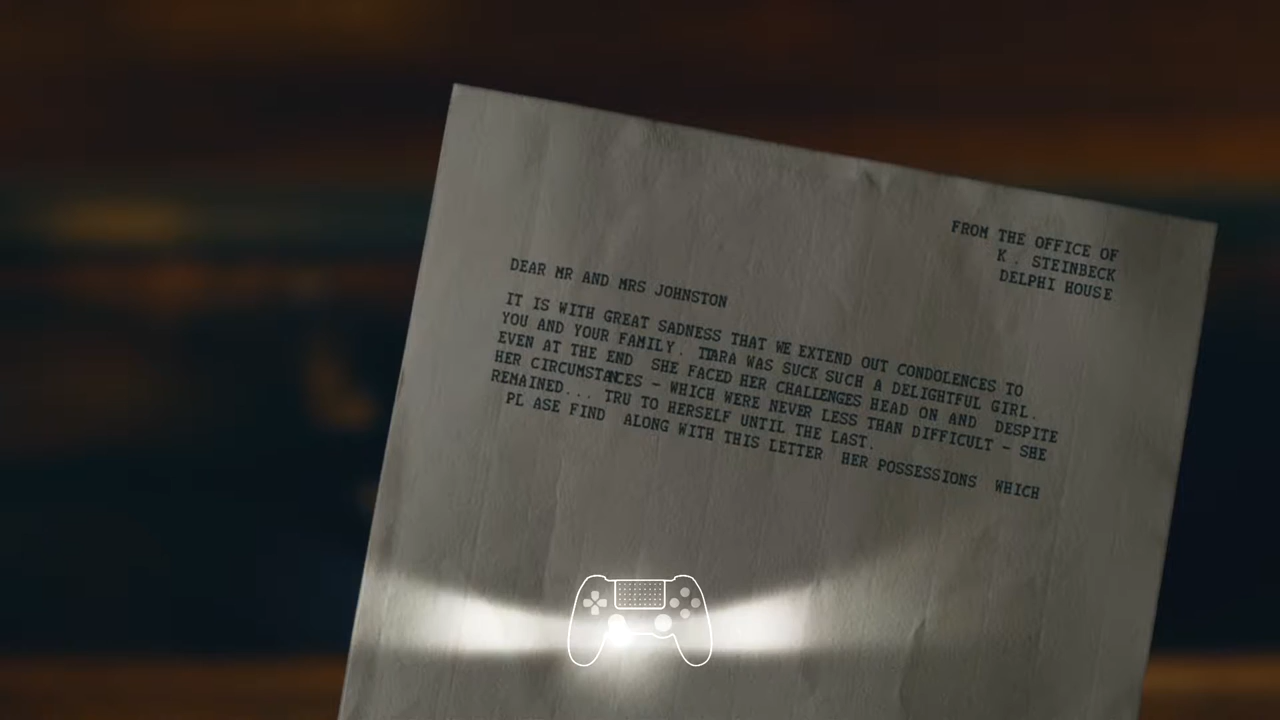 FROM THE OFFICE OF
K . STEINBECK
DELPHI HOUSE
DEAR MR AND MRS JOHNSTON
IT IS WITH GREAT SADNESS THAT WE EXTEND OUT CONDOLENCES TO
YOU AND YOUR FAMILY. TIARA WAS SUCK SUCH A DELIGHTFUL GIRL.
EVEN AT THE END SHE FACED HER CHALLENGES HEAD ON AND DESPITE
HER CIRCUMSTANCES - WHICH WERE NEVER LESS THAN DIFFICULT - SHE
REMAINED... TRU TO HERSELF UNTIL THE LAST.
PL ASE FIND ALONG WITH THIS LETTER HER POSSESSIONS WHICH